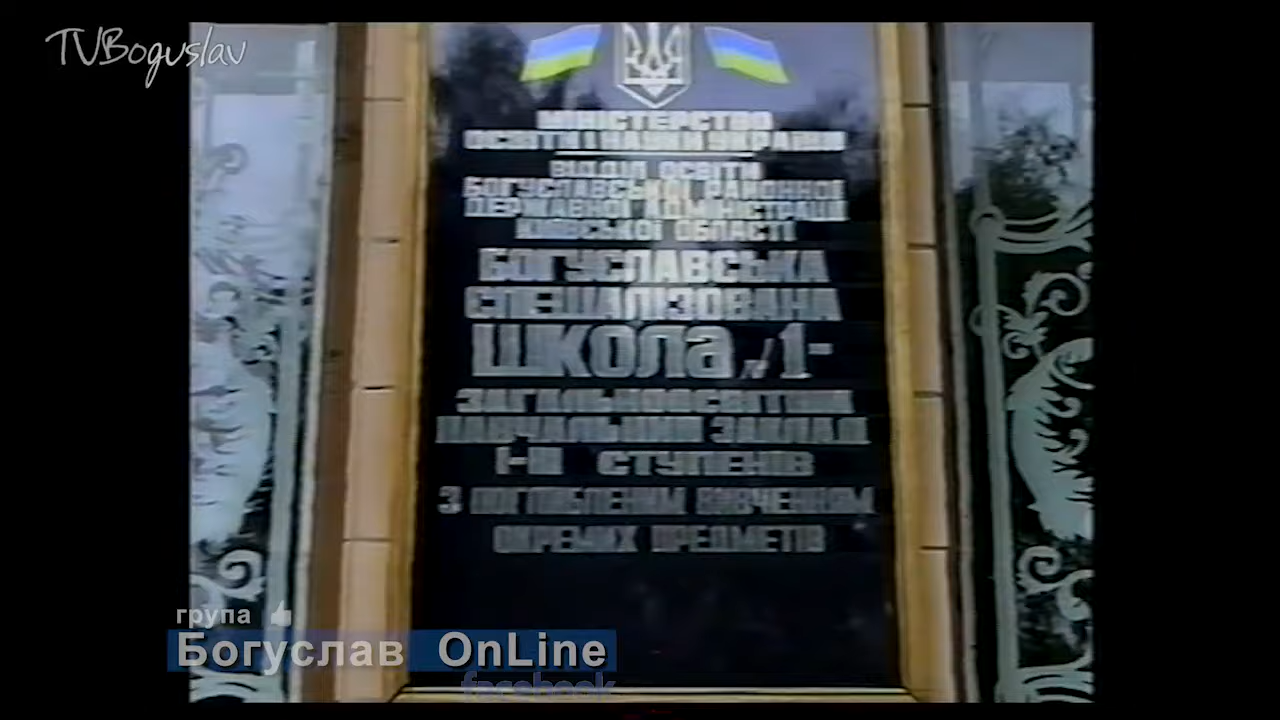 TVBoguslav
МІНІСТЕРСТВО
ОСВІТИ І НАУКИ УКРАЇНИ
ВІДДІЛ ОСВІТИ
БОГУСЛАВСЬКОЇ РАЙОННОЇ
ДЕРЖАВНОЇ АДМІНІСТРАЦІЇ
КИЇВСЬКОЇ ОБЛАСТІ
БОГУСЛАВСЬКА
СПЕЦІАЛІЗОВАНА
ШКОЛА №1-
ЗАГАЛЬНООСВІТНІЙ
НАВЧАЛЬНИЙ ЗАКЛАД
І-ІІІ СТУПЕНІВ
З ПОГЛИБЛЕНИМ ВИВЧЕННЯМ
ОКРЕМИХ ПРЕДМЕТІВ
група
Богуслав OnLine
facebook